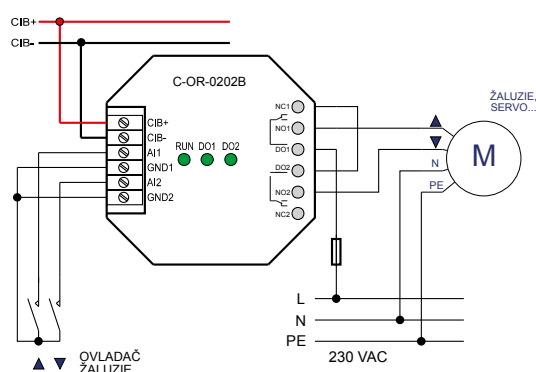 CIB+
CIB-
C-OR-0202B
CIB+
CIB-
AI1
GND1
AI2
GND2
RUN DO1 DO2
NC1
NO1
DO1
DO2
NO2
NC2
ŽALUZIE,
SERVO...
M
N
PE
L
N
PE
230 VAC
OVLADAČ
ŽALUZIE